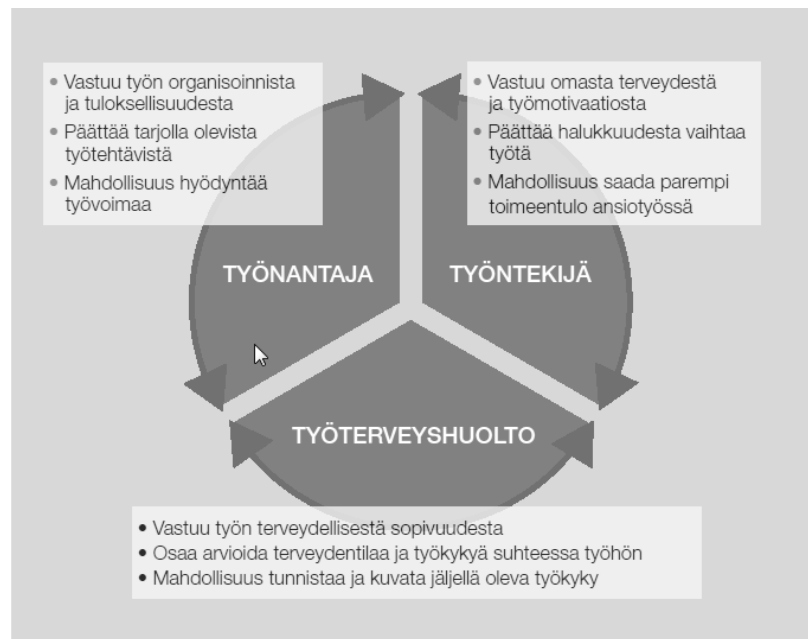 • Vastuu työn organisoinnista
ja tuloksellisuudesta
• Päättää tarjolla olevista
työtehtävistä
• Mahdollisuus hyödyntää
työvoimaa
• Vastuu omasta terveydestä
ja työmotivaatiosta
• Päättää halukkuudesta vaihtaa
työtä
• Mahdollisuus saada parempi
toimeentulo ansiotyössä
TYÖNANTAJA
TYÖNTEKIJÄ
TYÖTERVEYSHUOLTO
• Vastuu työn terveydellisestä sopivuudesta
• Osaa arvioida terveydentilaa ja työkykyä suhteessa työhön
• Mahdollisuus tunnistaa ja kuvata jäljellä oleva työkyky